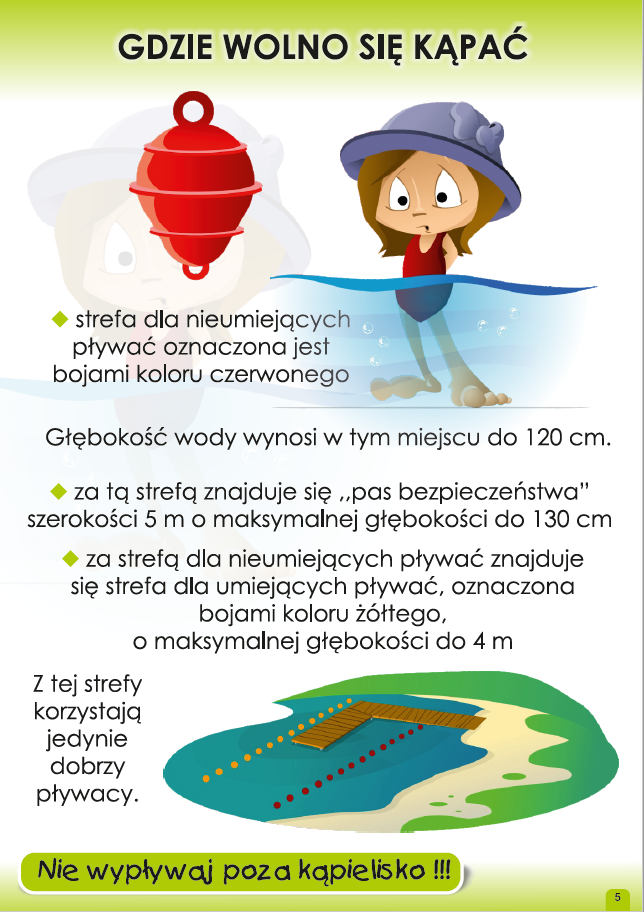 GDZIE WOLNO SIĘ KĄPAĆ
◆ strefa dla nieumiejących
pływać oznaczona jest
bojami koloru czerwonego
Głębokość wody wynosi w tym miejscu do 120 cm.
◆ za tą strefą znajduje się ,,pas bezpieczeństwa”
szerokości 5 m o maksymalnej głębokości do 130 cm
◆ za strefą dla nieumiejących pływać znajduje
się strefa dla umiejących pływać, oznaczona
bojami koloru żółtego,
o maksymalnej głębokości do 4 m
Z tej strefy
korzystają
jedynie
dobrzy
pływacy.
Nie wypływaj poza kąpielisko !!!
5